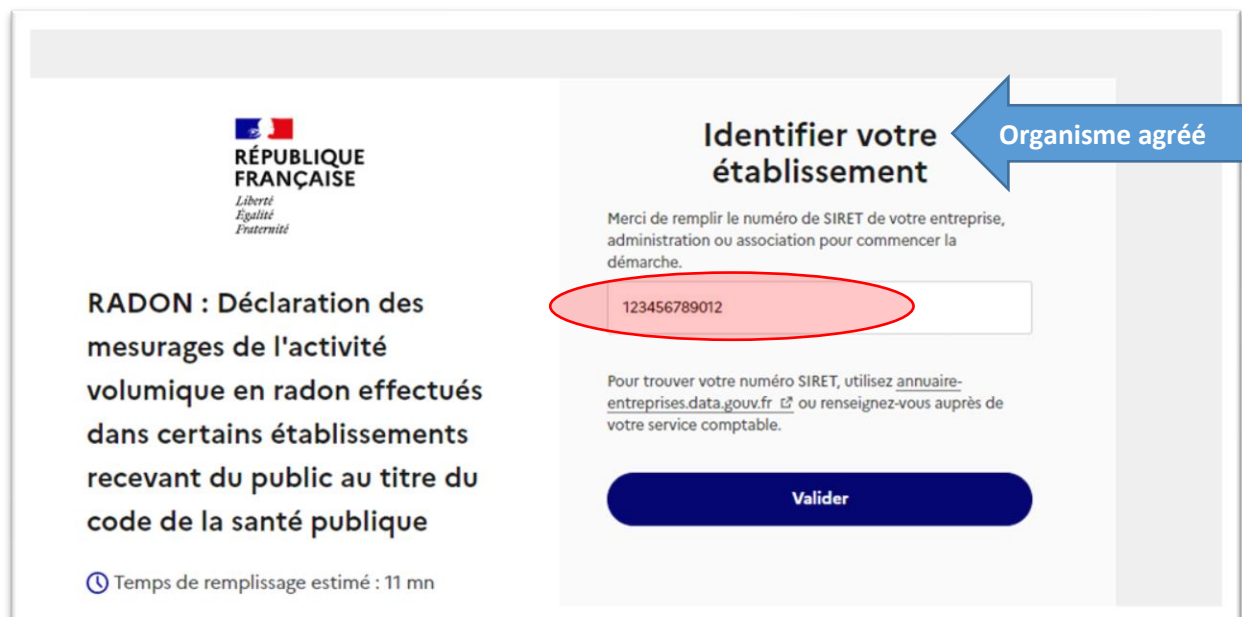 RÉPUBLIQUE
FRANÇAISE
Liberté
Égalité
Fraternité
RADON : Déclaration des
mesurages de l'activité
volumique en radon effectués
dans certains établissements
recevant du public au titre du
code de la santé publique
Temps de remplissage estimé : 11 mn
Identifier votre
établissement
Organisme agréé
Merci de remplir le numéro de SIRET de votre entreprise,
administration ou association pour commencer la
démarche.
123456789012
Pour trouver votre numéro SIRET, utilisez annuaire-
entreprises.data.gouv.fr ou renseignez-vous auprès de
votre service comptable.
Valider